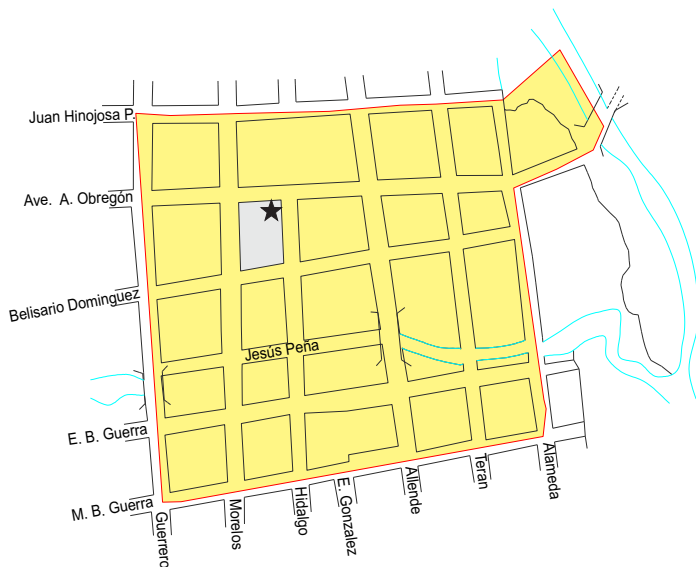 Juan Hinojosa P.
Ave. A. Obregón
Belisario Dominguez
Jesús Peña
E. B. Guerra
M. B. Guerra
Guerrero
Morelos
Hidalgo
E. Gonzalez
Allende
Teran
Alameda